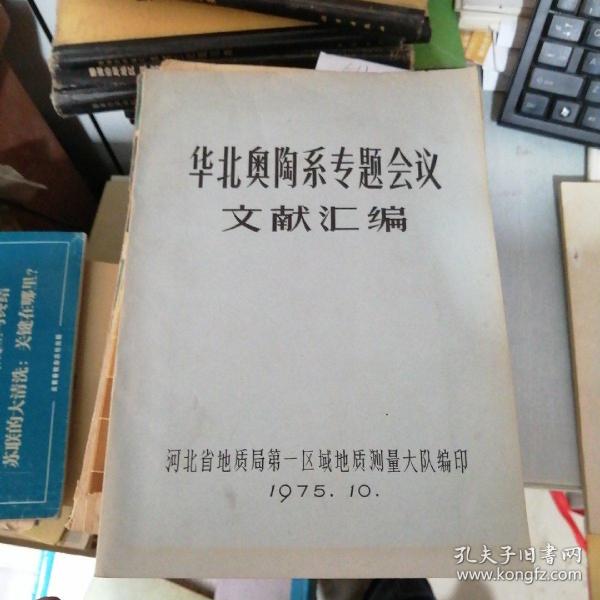 华北奥陶系专题会议
文献汇编
河北省地质局第一区域地质测量大队编印
1975.10.
苏联的大清洗：关键在哪里？
孔夫子旧书网
www.kongfz.com